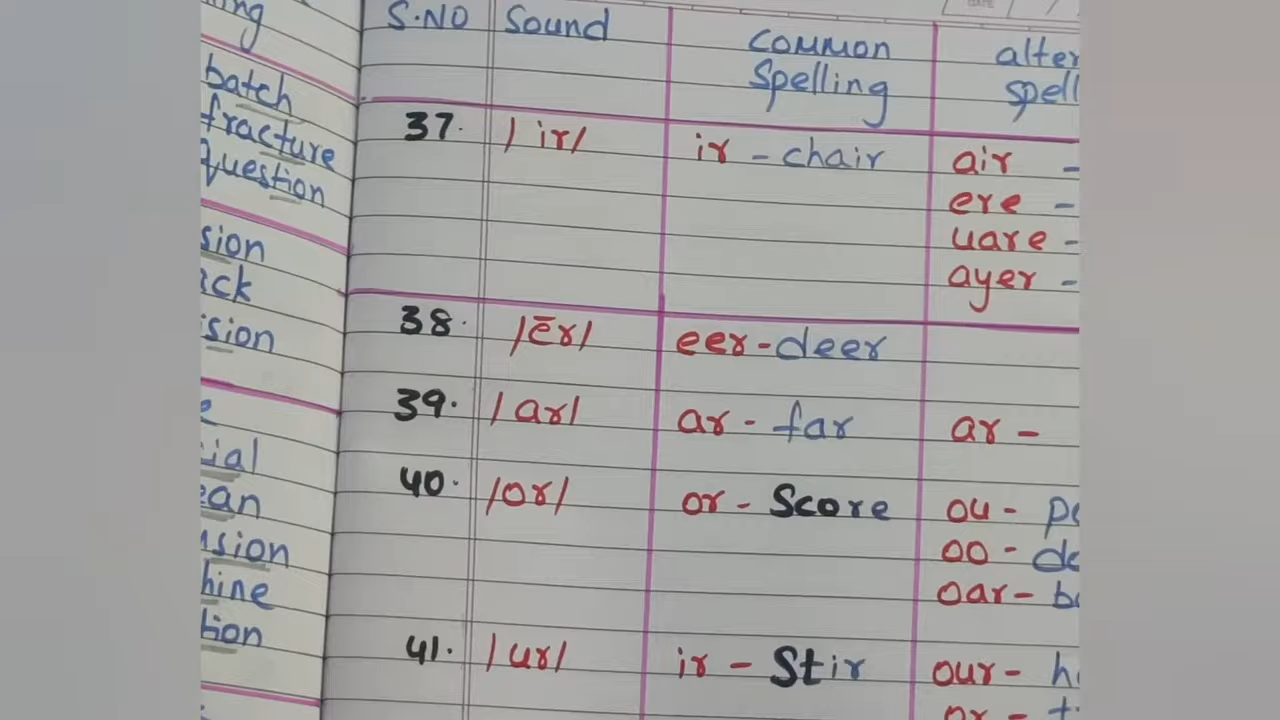 batch
fracture
question
sion
ision
ean
hine
tion
S.NO Sound Common Spelling
37. /ir/ ir - chair air -
ere -
uare -
ayer -
38. /Ēr/ eer - deer
39. /ar/ ar - far ar -
40. /or/ or - Score ou -
oo -
oar -
41. /ur/ ir - Stir our -